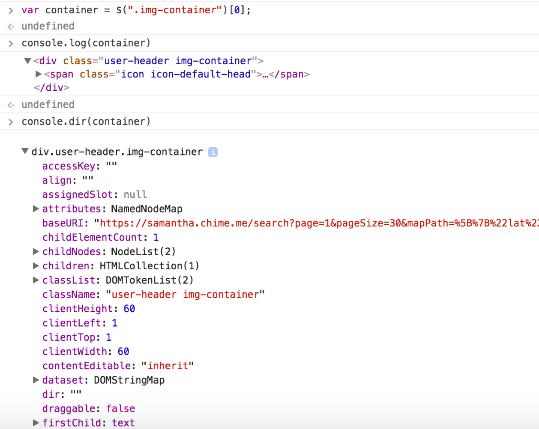 var container = $(".img-container")[0];
undefined
console.log(container)
<div class="user-header img-container">
<span class="icon icon-default-head">…</span>
</div>
undefined
console.dir(container)
div.user-header.img-container i
accessKey: ""
align: ""
assignedSlot: null
attributes: NamedNodeMap
baseURI: "https://samantha.chime.me/search?page=1&pageSize=30&mapPath=%5B%7B%22lat%2
childElementCount: 1
childNodes: NodeList(2)
children: HTMLCollection(1)
classList: DOMTokenList(2)
className: "user-header img-container"
clientHeight: 60
clientLeft: 1
clientTop: 1
clientWidth: 60
contentEditable: "inherit"
dataset: DOMStringMap
dir: ""
draggable: false
firstChild: text